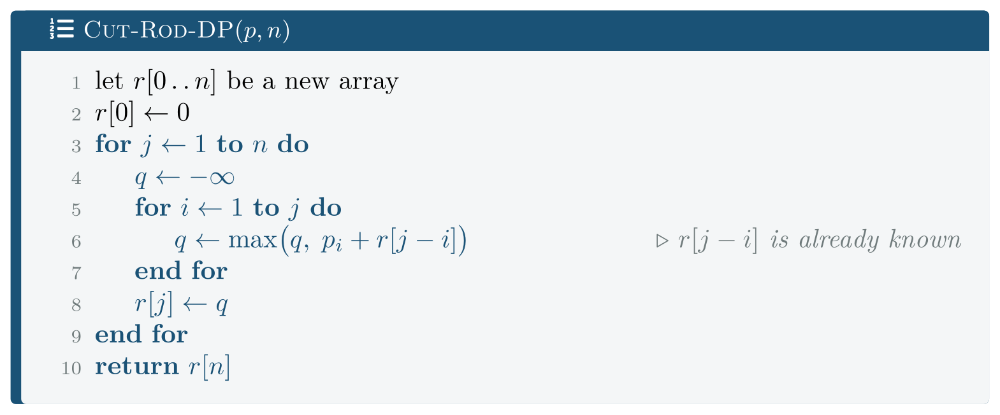 CUT-ROD-DP(p, n)
1 let r[0 . . n] be a new array
2 r[0] ← 0
3 for j ← 1 to n do
4 q ← −∞
5 for i ← 1 to j do
6 q ← max(q, pᵢ + r[j − i]) ▷ r[j − i] is already known
7 end for
8 r[j] ← q
9 end for
10 return r[n]